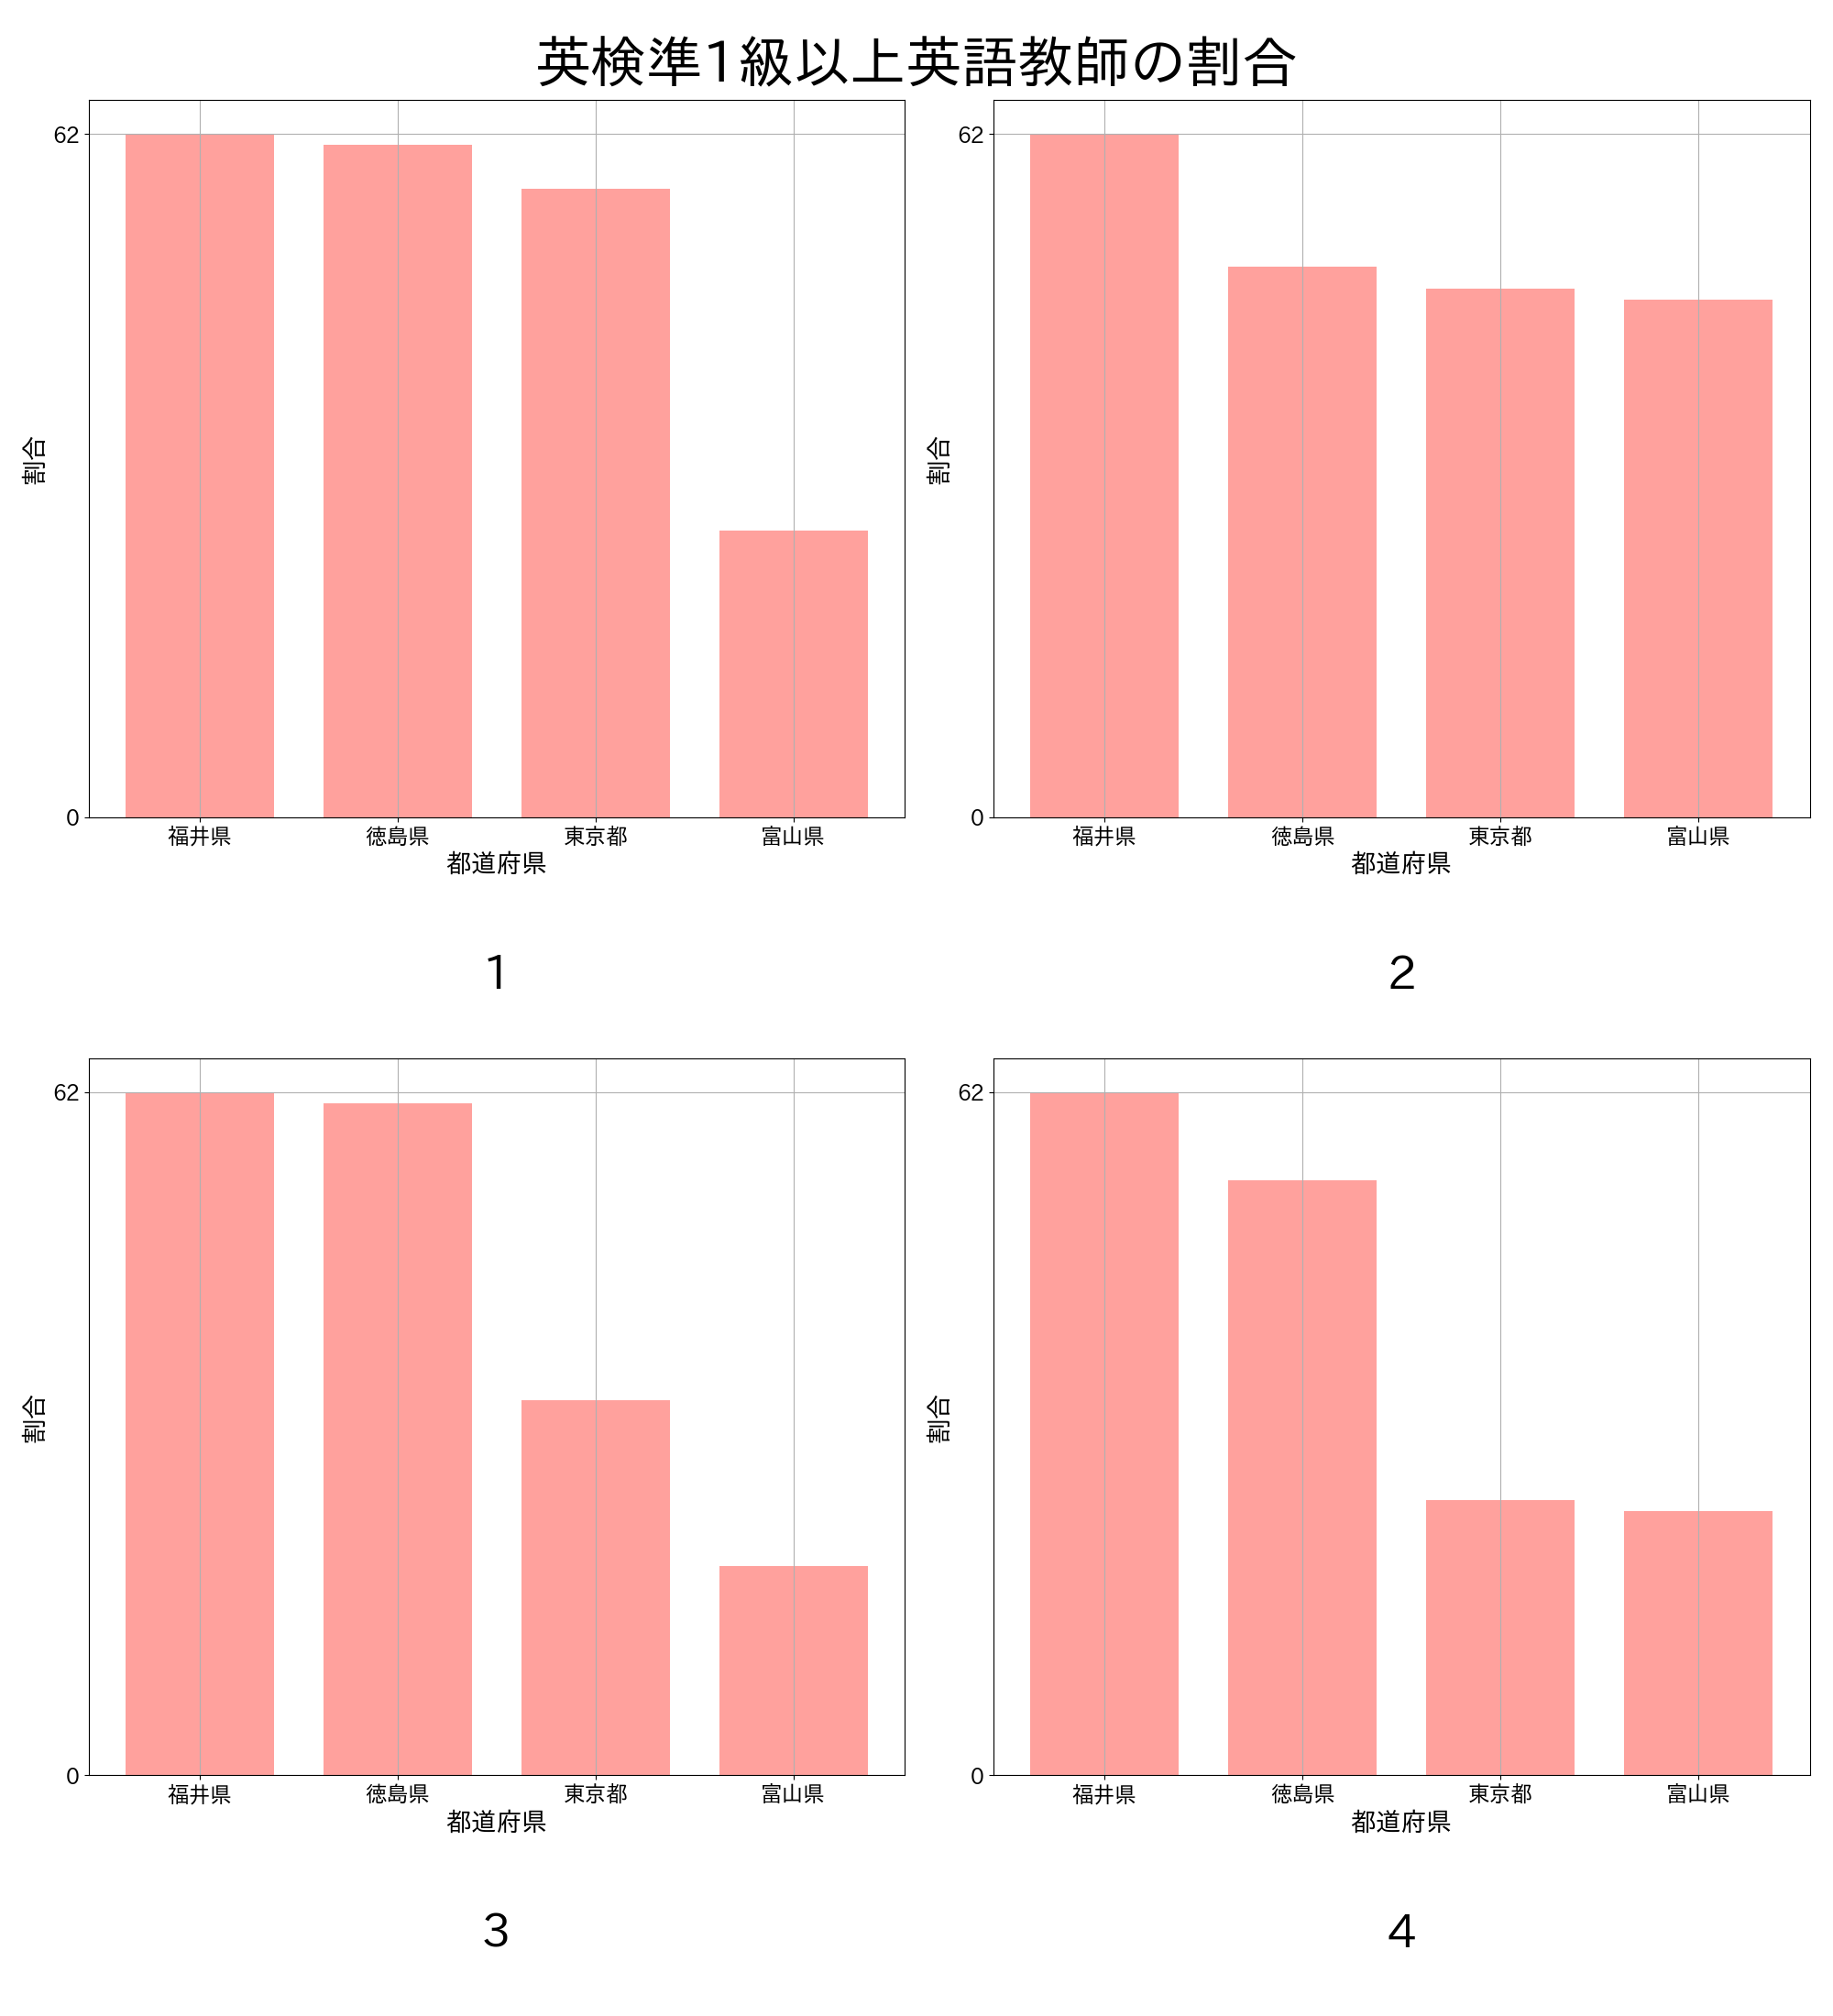 英検準1級以上英語教師の割合
62
0
割合
福井県 徳島県 東京都 富山県
都道府県
1
62
0
割合
福井県 徳島県 東京都 富山県
都道府県
2
62
0
割合
福井県 徳島県 東京都 富山県
都道府県
3
62
0
割合
福井県 徳島県 東京都 富山県
都道府県
4